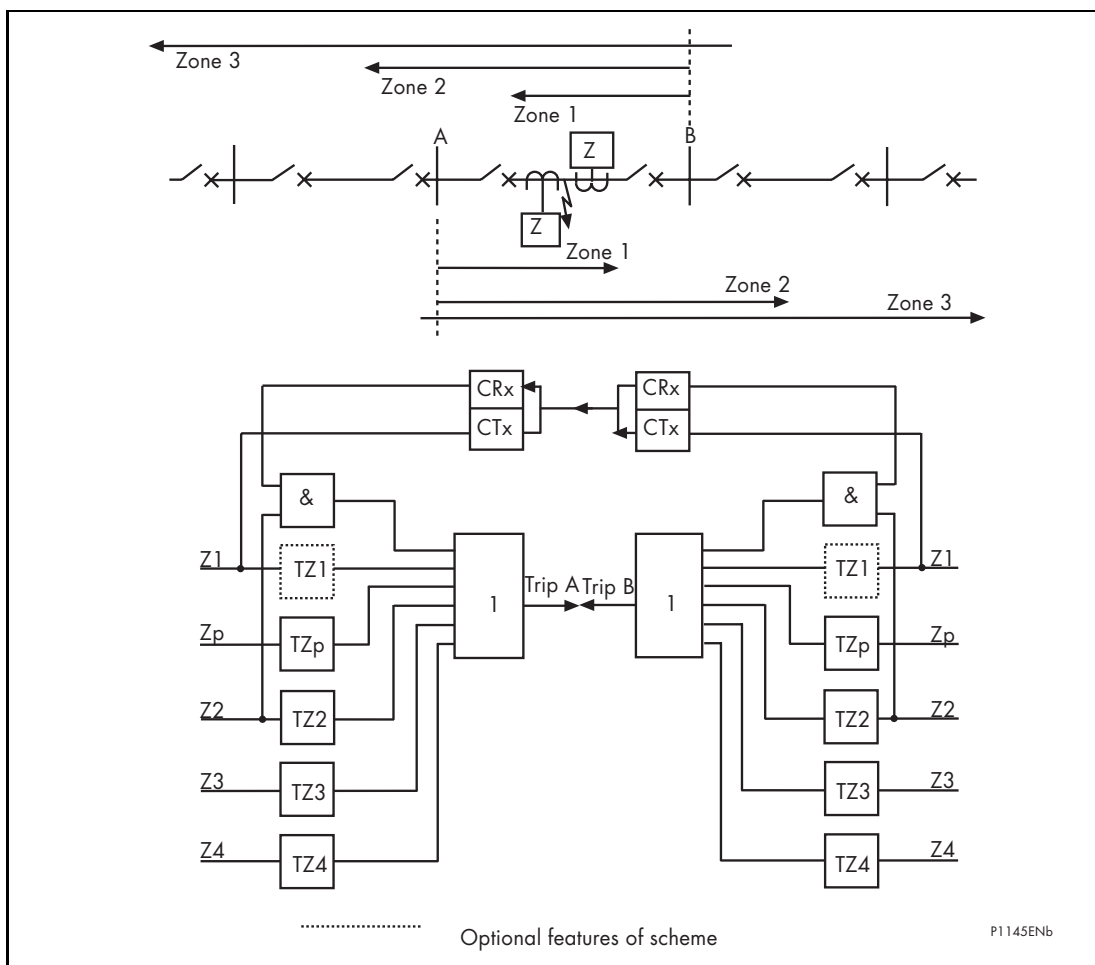 Zone 3
Zone 2
Zone 1
A
B
Z
Z
Zone 1
Zone 2
Zone 3
CRx
CTx
CRx
CTx
&
&
Z1
TZ1
TZ1
Z1
Trip A
Trip B
1
1
Zp
TZp
TZp
Zp
Z2
TZ2
TZ2
Z2
Z3
TZ3
TZ3
Z3
Z4
TZ4
TZ4
Z4
Optional features of scheme
P1145ENb